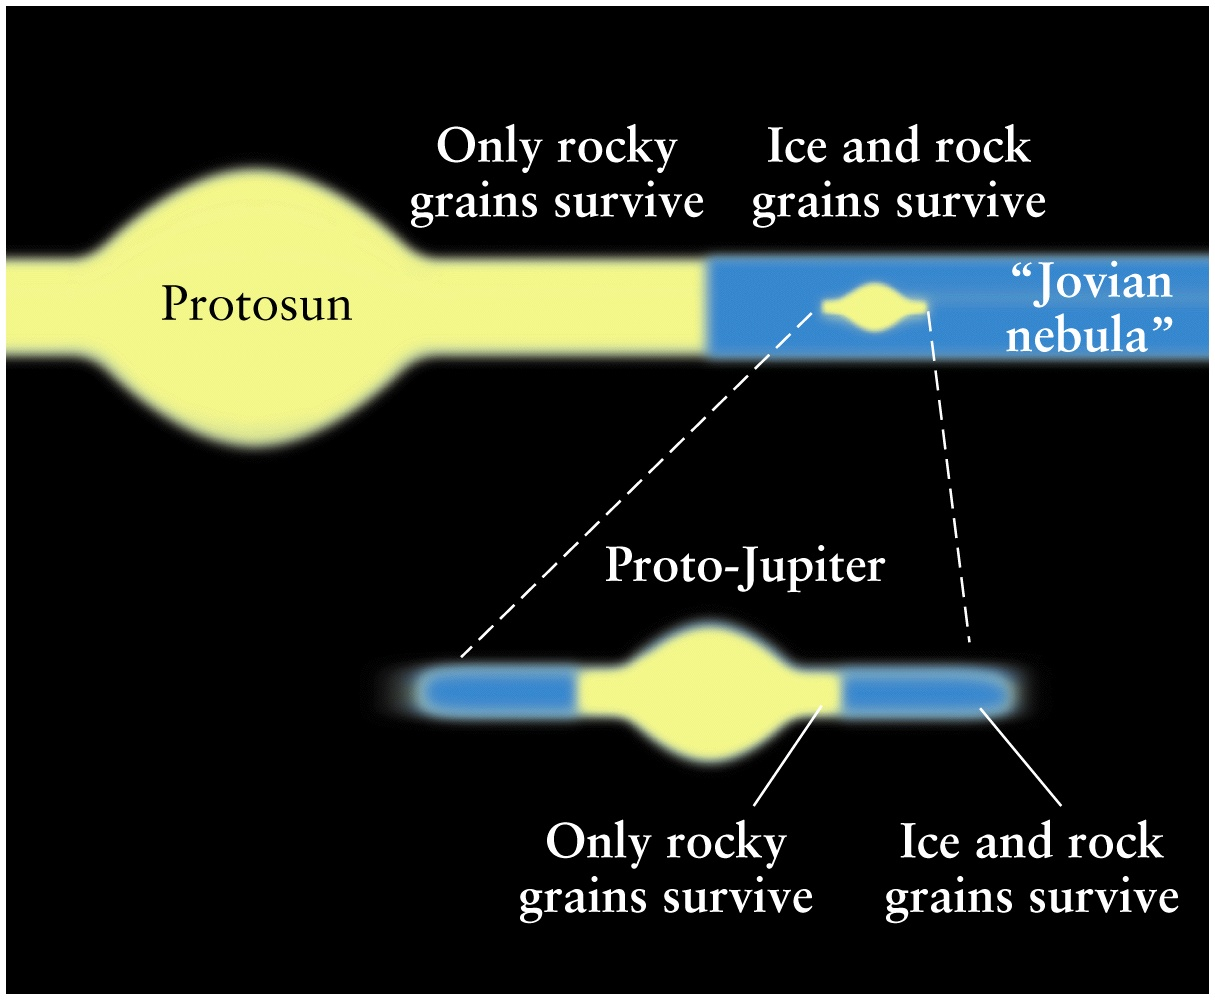 Only rocky
grains survive
Ice and rock
grains survive
Protosun
“Jovian
nebula”
Proto-Jupiter
Only rocky
grains survive
Ice and rock
grains survive